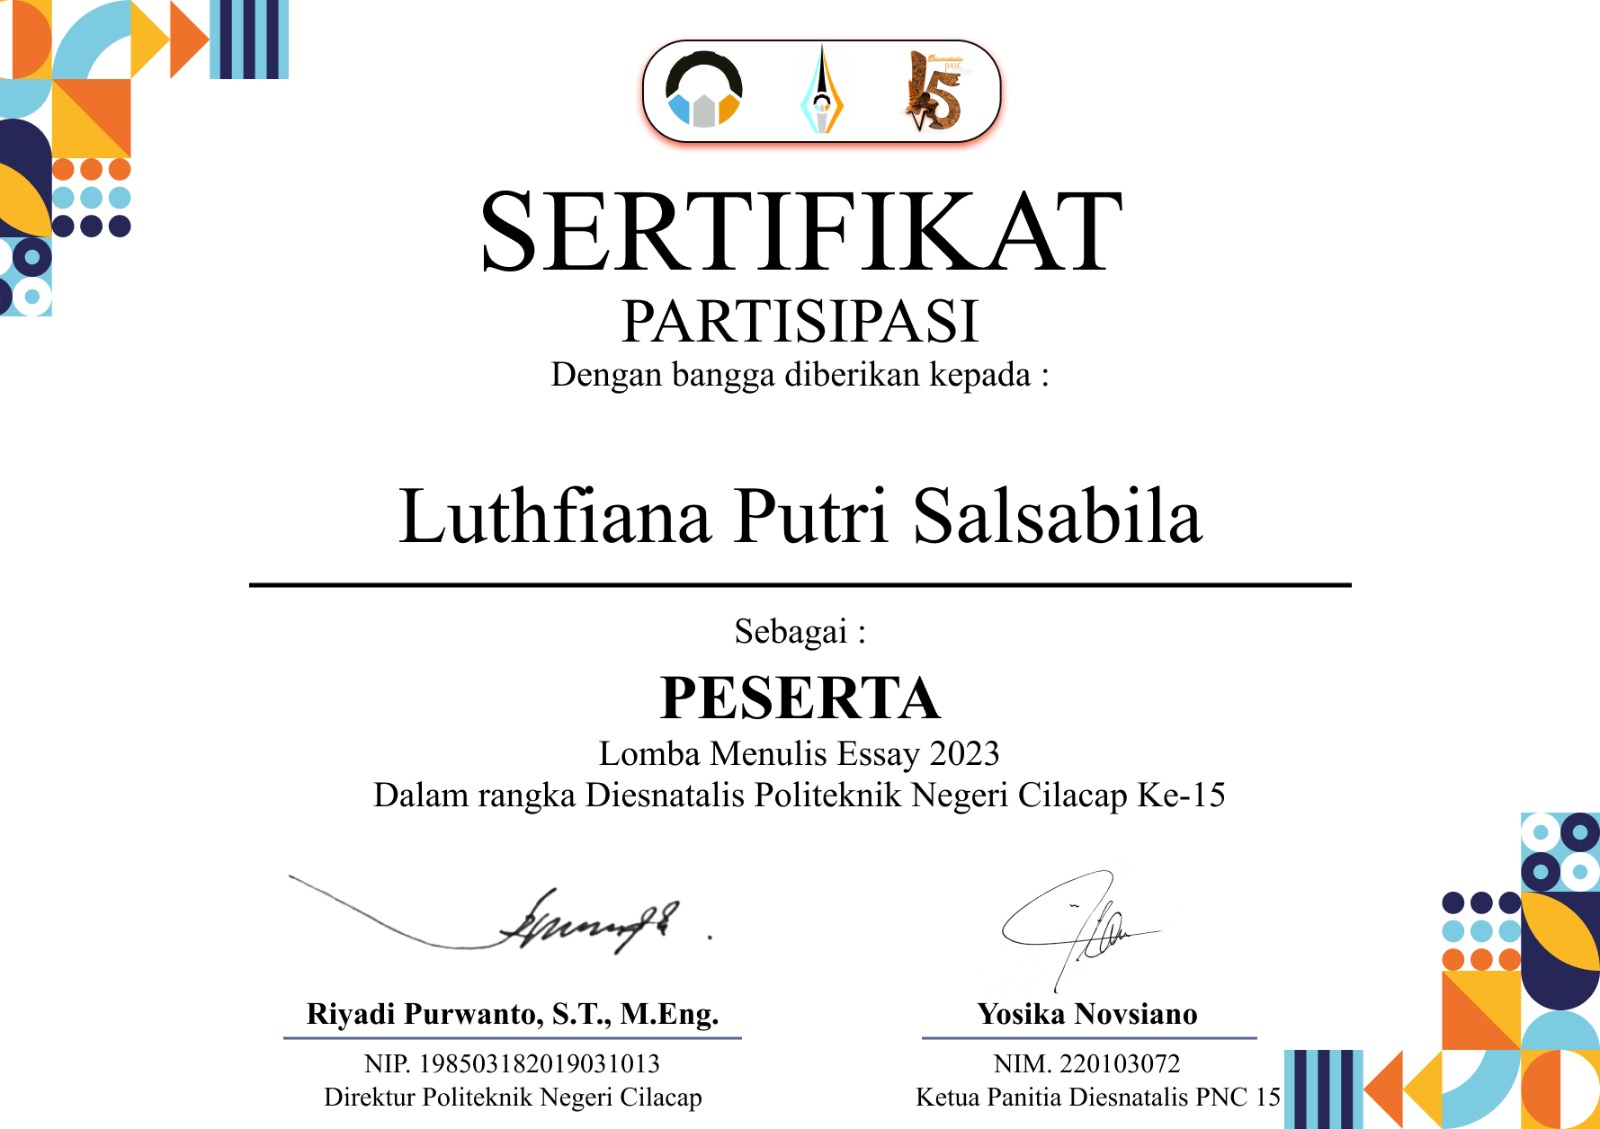 Diesnatalis
PNC
15
SERTIFIKAT
PARTISIPASI
Dengan bangga diberikan kepada :
Luthfiana Putri Salsabila
Sebagai :
PESERTA
Lomba Menulis Essay 2023
Dalam rangka Diesnatalis Politeknik Negeri Cilacap Ke-15
Riyadi Purwanto, S.T., M.Eng.
NIP. 198503182019031013
Direktur Politeknik Negeri Cilacap
Yosika Novsiano
NIM. 220103072
Ketua Panitia Diesnatalis PNC 15